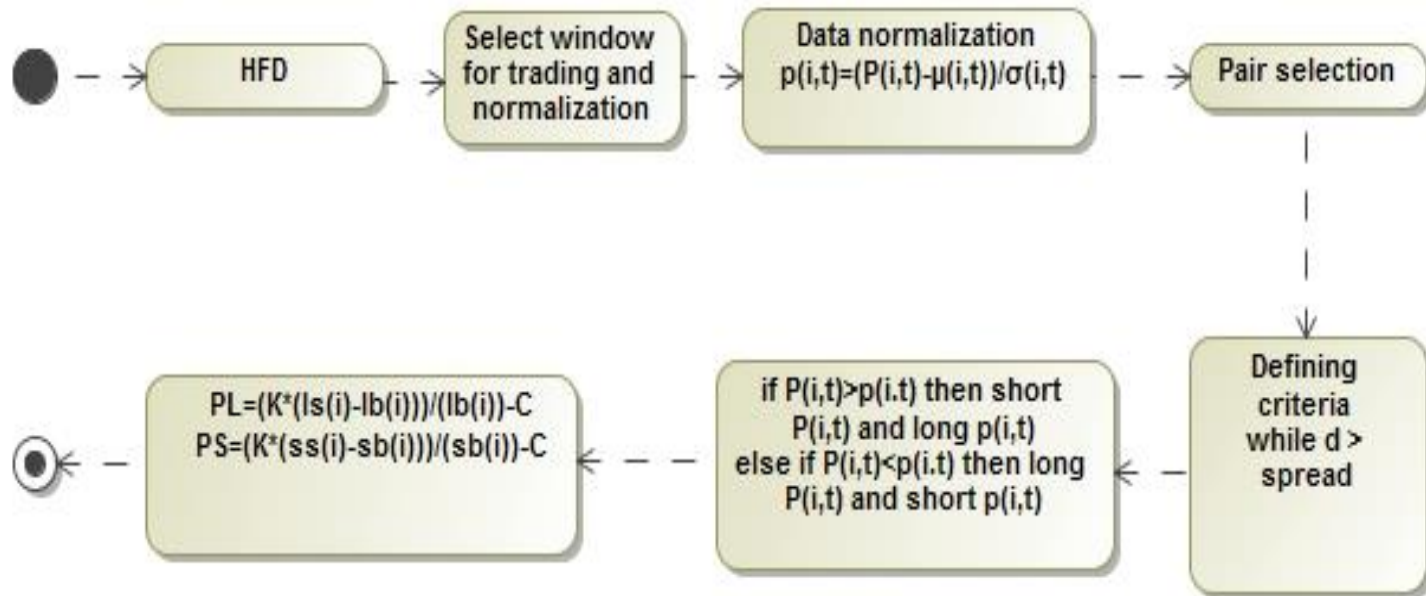 HFD
Select window
for trading and
normalization
Data normalization
p(i,t)=(P(i,t)-μ(i,t))/σ(i,t)
Pair selection
Defining
criteria
while d >
spread
if P(i,t)>p(i.t) then short
P(i,t) and long p(i,t)
else if P(i,t)<p(i.t) then long
P(i,t) and short p(i,t)
PL=(K*(ls(i)-lb(i)))/(lb(i))-C
PS=(K*(ss(i)-sb(i)))/(sb(i))-C